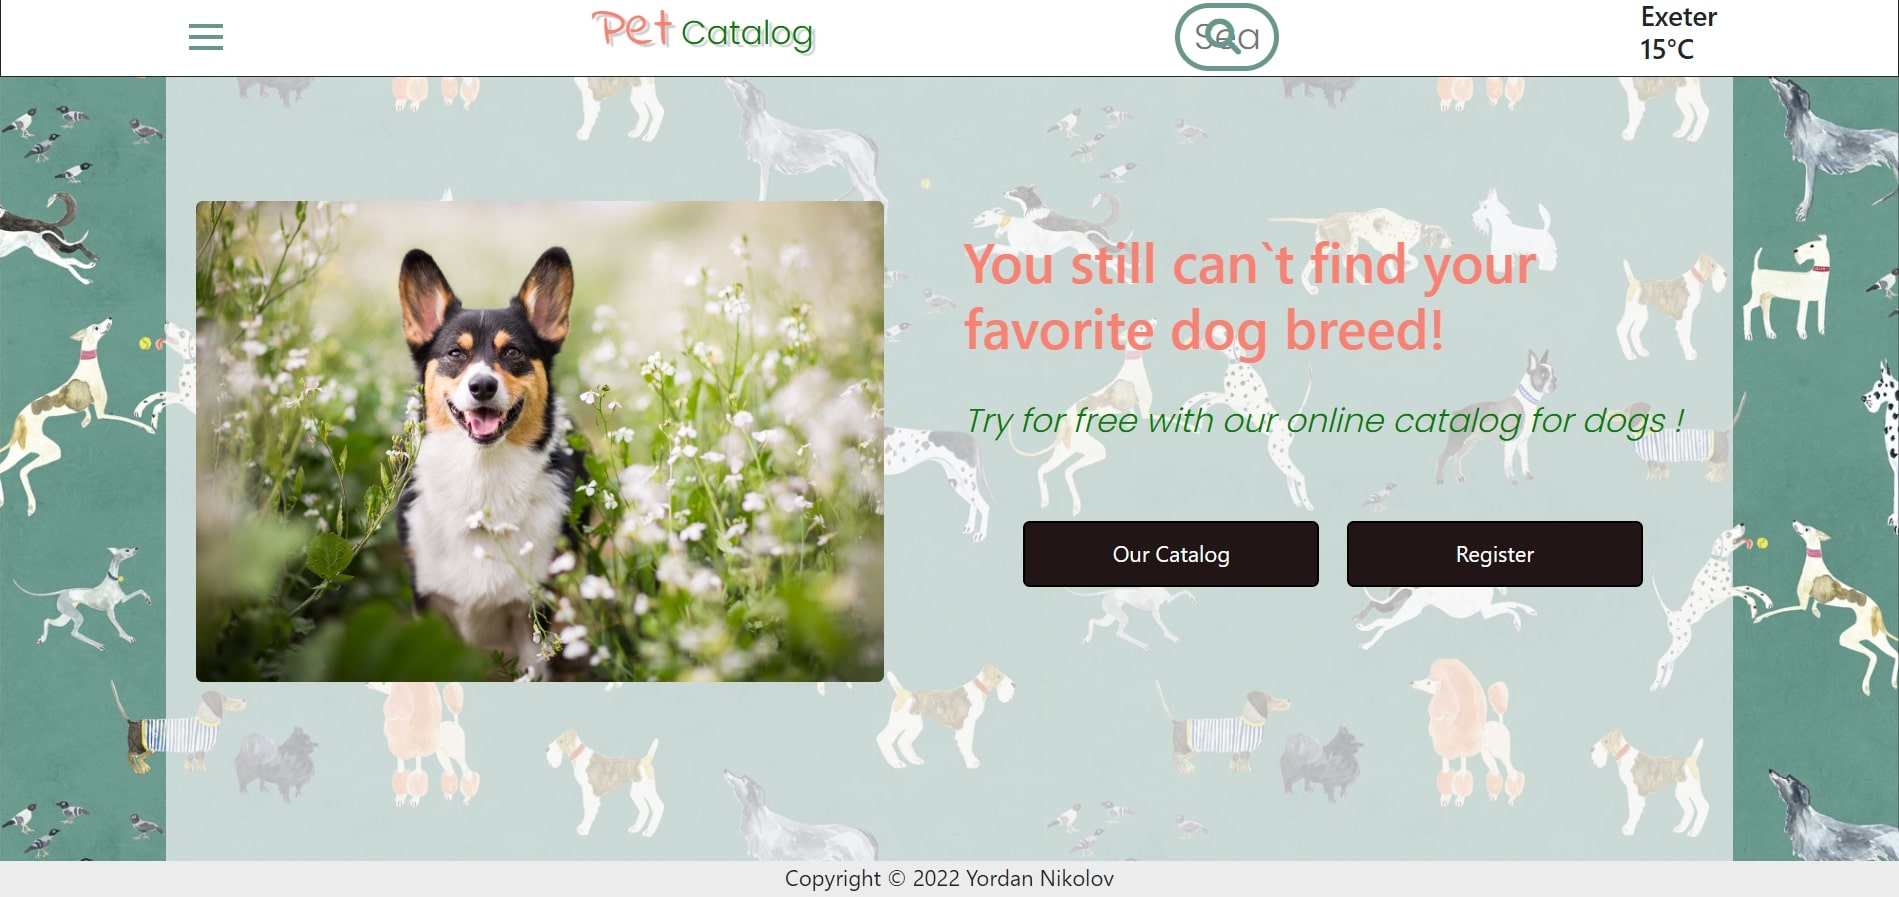 Pet Catalog
Sea
Exeter
15°C
You still can`t find your
favorite dog breed!
Try for free with our online catalog for dogs !
Our Catalog
Register
Copyright © 2022 Yordan Nikolov